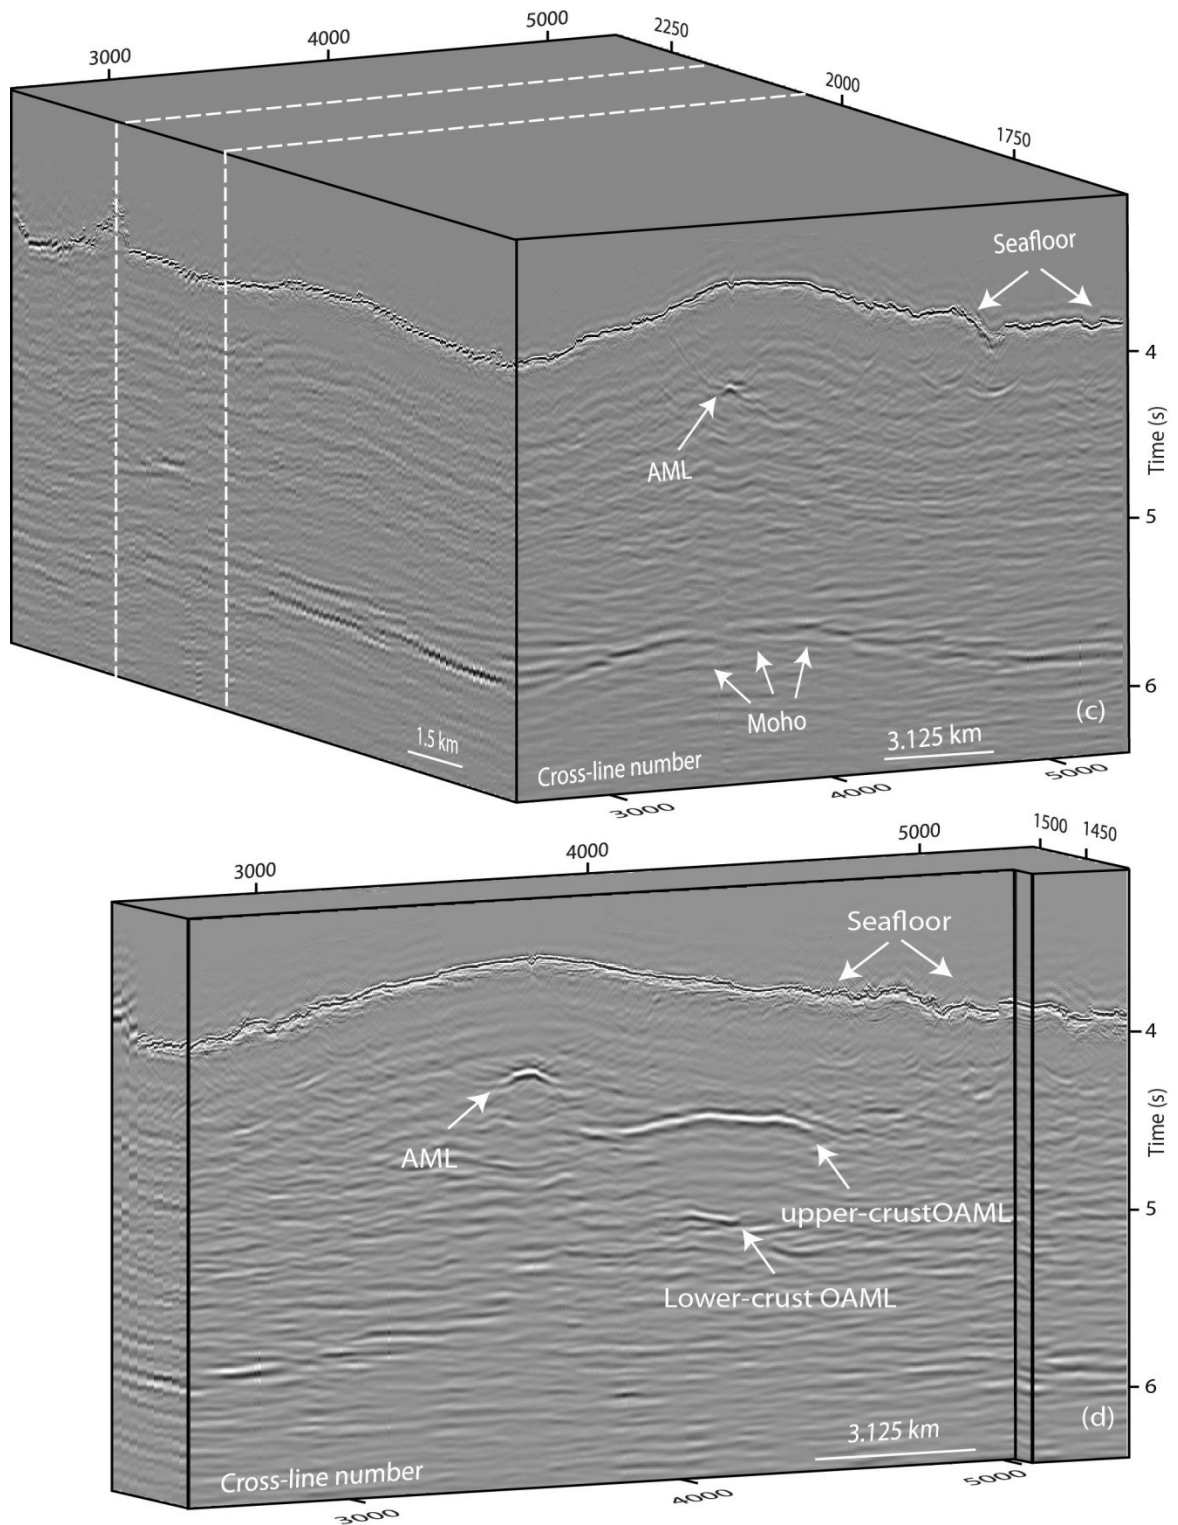 3000
4000
5000
2250
2000
1750
Seafloor
4
AML
Time (s)
5
Moho
6
(c)
1.5 km
3.125 km
Cross-line number
3000
4000
5000
3000
4000
5000
1500
1450
Seafloor
4
AML
Time (s)
upper-crustOAML
5
Lower-crust OAML
6
(d)
3.125 km
Cross-line number
3000
4000
5000